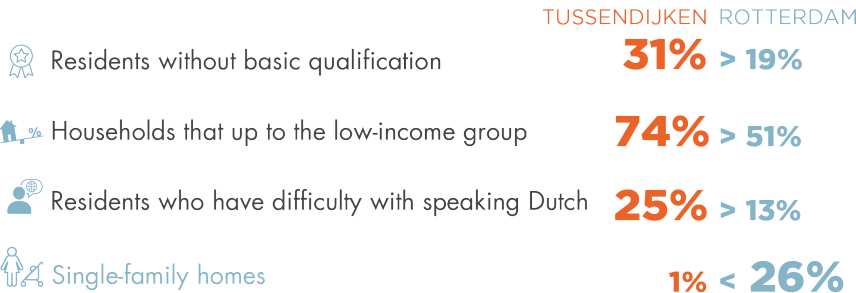 TUSSENDIJKEN ROTTERDAM
Residents without basic qualification 31% > 19%
% Households that up to the low-income group 74% > 51%
Residents who have difficulty with speaking Dutch 25% > 13%
Single-family homes 1% < 26%